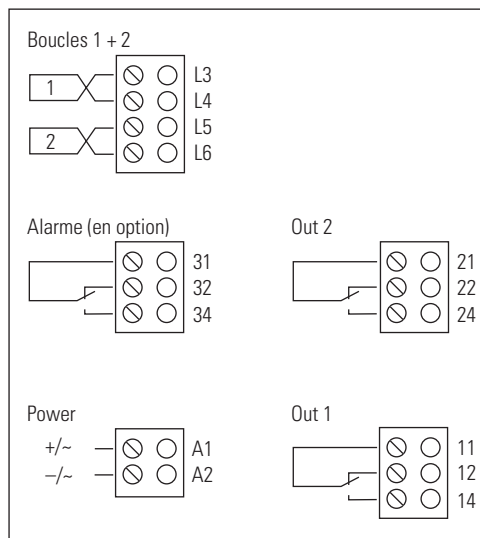 Boucles 1 + 2
1
2
L3
L4
L5
L6
Alarme (en option)
31
32
34
Out 2
21
22
24
Power
+/~
–/~
A1
A2
Out 1
11
12
14